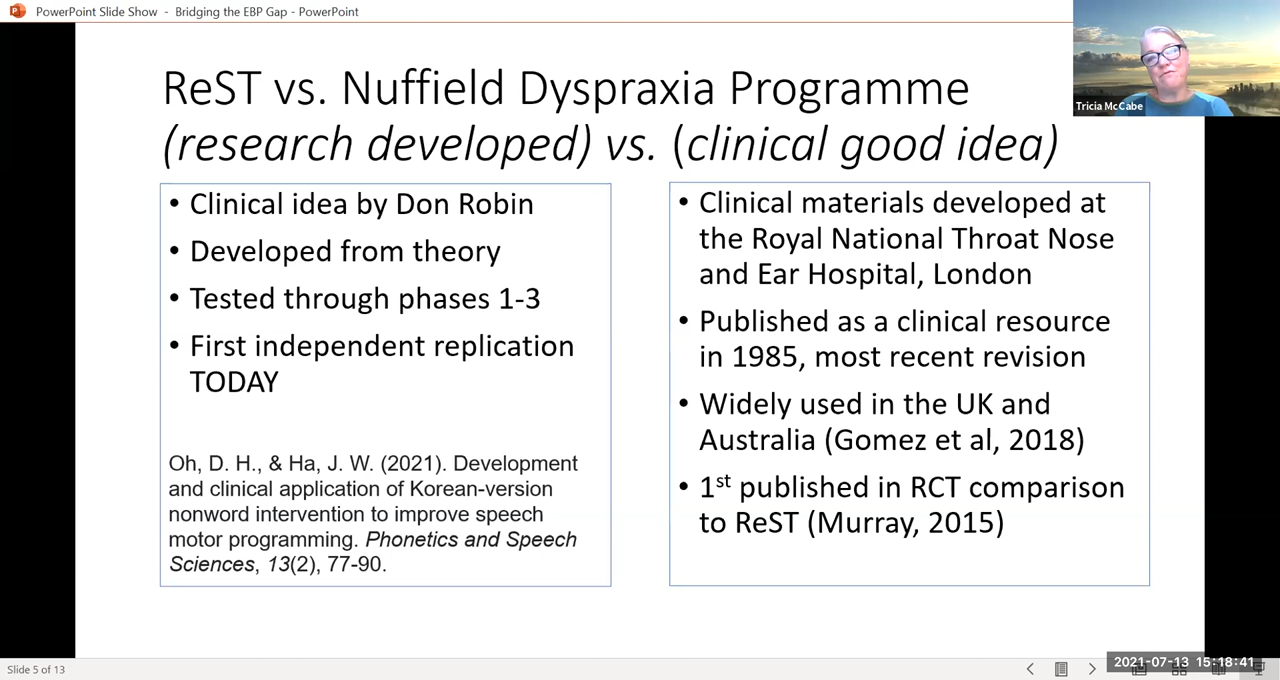 PowerPoint Slide Show - Bridging the EBP Gap - PowerPoint
Tricia McCabe
ReST vs. Nuffield Dyspraxia Programme
(research developed) vs. (clinical good idea)
• Clinical idea by Don Robin
• Developed from theory
• Tested through phases 1-3
• First independent replication
TODAY
Oh, D. H., & Ha, J. W. (2021). Development
and clinical application of Korean-version
nonword intervention to improve speech
motor programming. Phonetics and Speech
Sciences, 13(2), 77-90.
• Clinical materials developed at
the Royal National Throat Nose
and Ear Hospital, London
• Published as a clinical resource
in 1985, most recent revision
• Widely used in the UK and
Australia (Gomez et al, 2018)
• 1st published in RCT comparison
to ReST (Murray, 2015)
Slide 5 of 13
2021-07-13 15:18:41